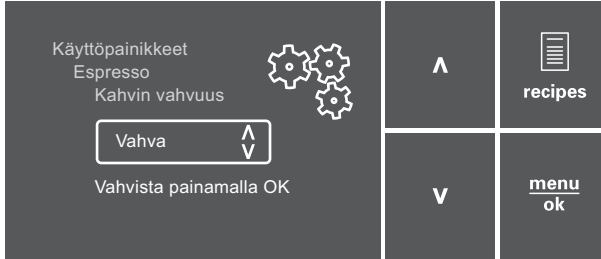 Käyttöpainikkeet
Espresso
Kahvin vahvuus
Vahva
Vahvista painamalla OK
recipes
menu
ok